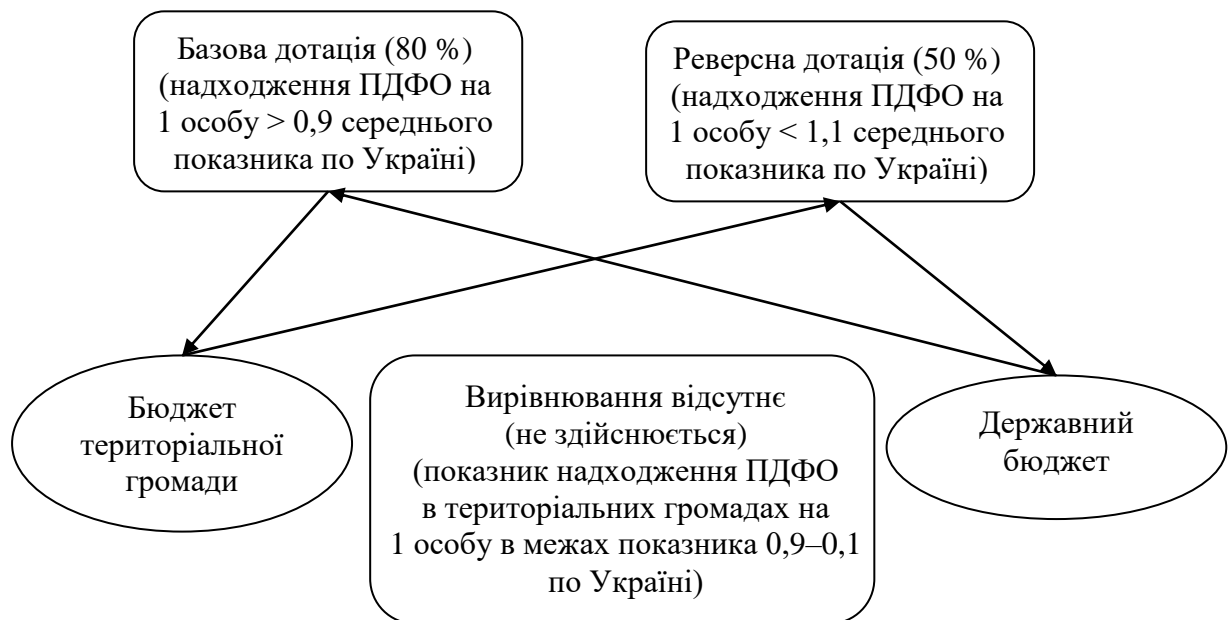 Базова дотація (80 %)
(надходження ПДФО на
1 особу > 0,9 середнього
показника по Україні)
Реверсна дотація (50 %)
(надходження ПДФО на
1 особу < 1,1 середнього
показника по Україні)
Бюджет
територіальної
громади
Вирівнювання відсутнє
(не здійснюється)
(показник надходження ПДФО
в територіальних громадах на
1 особу в межах показника 0,9–0,1
по Україні)
Державний
бюджет